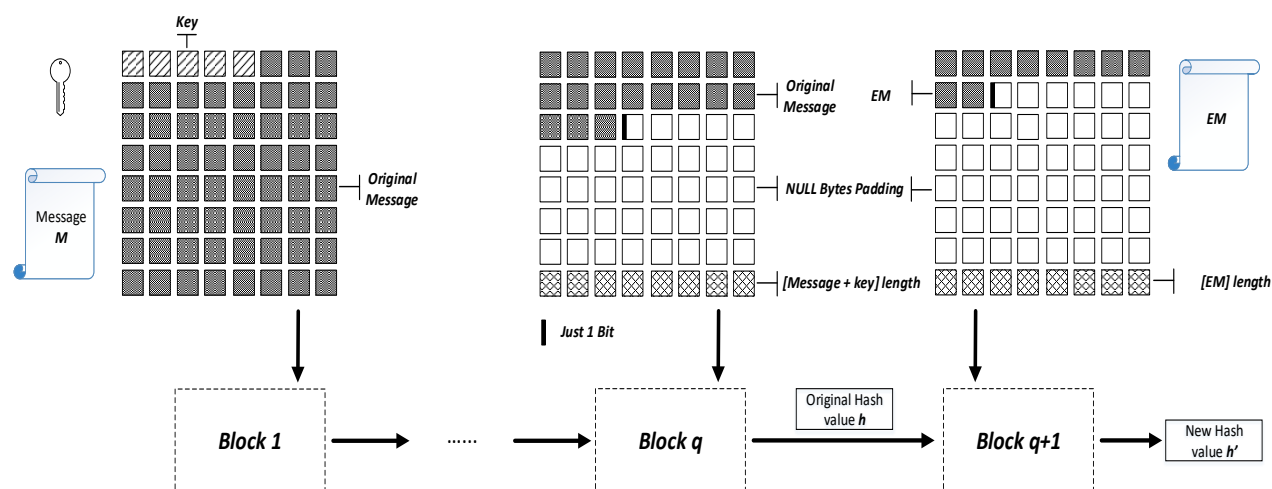 Key
Original
Message
Message
M
Original
Message
EM
EM
NULL Bytes Padding
[Message + key] length
[EM] length
Just 1 Bit
Block 1
......
Block q
Original Hash
value h
Block q+1
New Hash
value h’